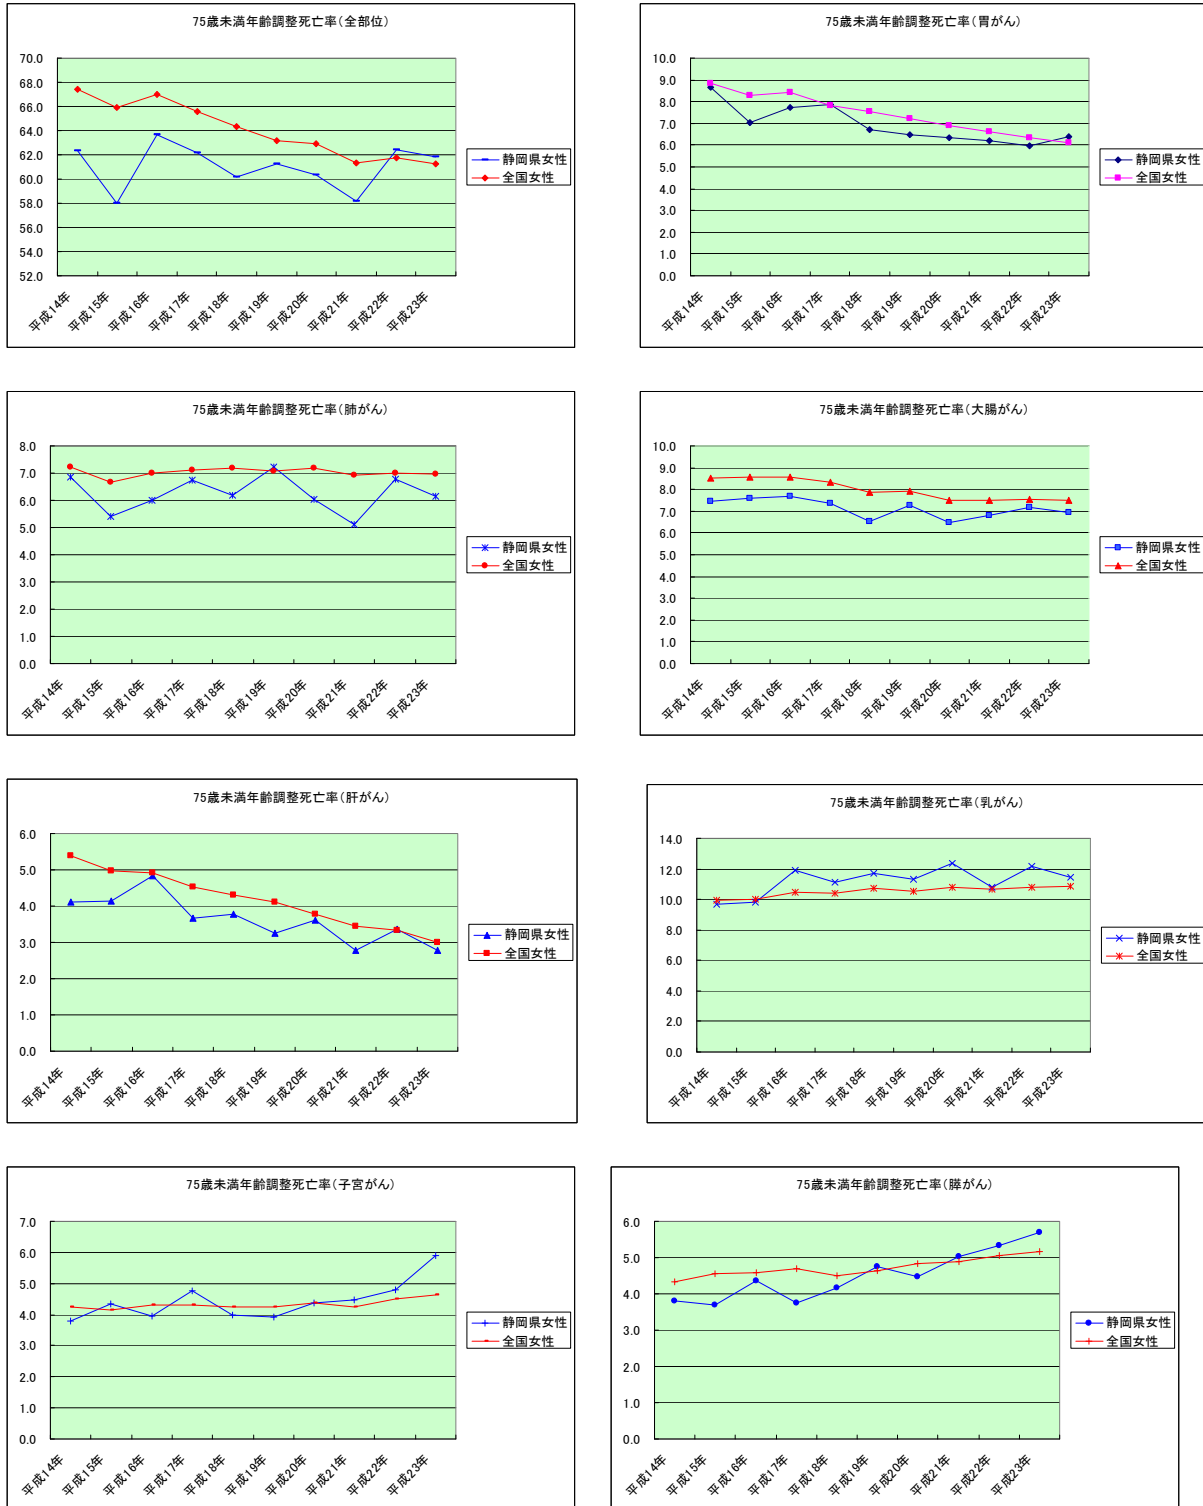 75歳未満年齢調整死亡率(全部位)
70.0
68.0
66.0
64.0
62.0
60.0
58.0
56.0
54.0
52.0
平成14年
平成15年
平成16年
平成17年
平成18年
平成19年
平成20年
平成21年
平成22年
平成23年
静岡県女性
全国女性
75歳未満年齢調整死亡率(胃がん)
10.0
9.0
8.0
7.0
6.0
5.0
4.0
3.0
2.0
1.0
0.0
平成14年
平成15年
平成16年
平成17年
平成18年
平成19年
平成20年
平成21年
平成22年
平成23年
静岡県女性
全国女性
75歳未満年齢調整死亡率(肺がん)
8.0
7.0
6.0
5.0
4.0
3.0
2.0
1.0
0.0
平成14年
平成15年
平成16年
平成17年
平成18年
平成19年
平成20年
平成21年
平成22年
平成23年
静岡県女性
全国女性
75歳未満年齢調整死亡率(大腸がん)
10.0
9.0
8.0
7.0
6.0
5.0
4.0
3.0
2.0
1.0
0.0
平成14年
平成15年
平成16年
平成17年
平成18年
平成19年
平成20年
平成21年
平成22年
平成23年
静岡県女性
全国女性
75歳未満年齢調整死亡率(肝がん)
6.0
5.0
4.0
3.0
2.0
1.0
0.0
平成14年
平成15年
平成16年
平成17年
平成18年
平成19年
平成20年
平成21年
平成22年
平成23年
静岡県女性
全国女性
75歳未満年齢調整死亡率(乳がん)
14.0
12.0
10.0
8.0
6.0
4.0
2.0
0.0
平成14年
平成15年
平成16年
平成17年
平成18年
平成19年
平成20年
平成21年
平成22年
平成23年
静岡県女性
全国女性
75歳未満年齢調整死亡率(子宮がん)
7.0
6.0
5.0
4.0
3.0
2.0
1.0
0.0
平成14年
平成15年
平成16年
平成17年
平成18年
平成19年
平成20年
平成21年
平成22年
平成23年
静岡県女性
全国女性
75歳未満年齢調整死亡率(膵がん)
6.0
5.0
4.0
3.0
2.0
1.0
0.0
平成14年
平成15年
平成16年
平成17年
平成18年
平成19年
平成20年
平成21年
平成22年
平成23年
静岡県女性
全国女性